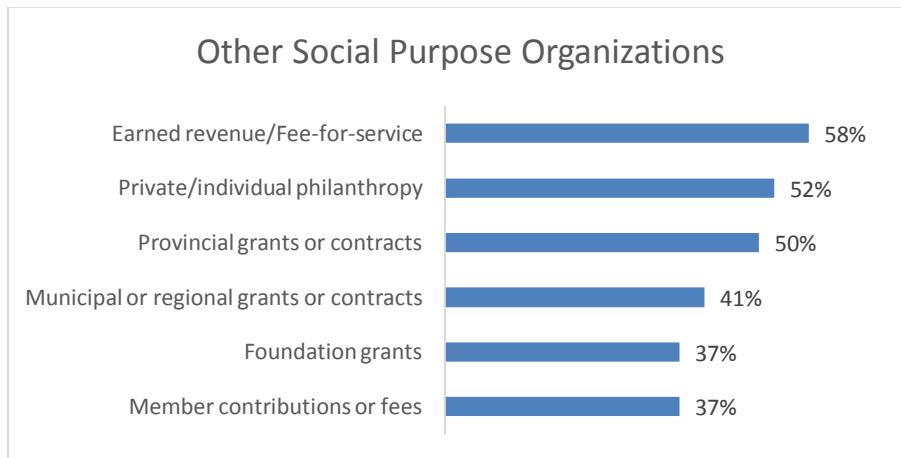 Other Social Purpose Organizations
Earned revenue/Fee-for-service 58%
Private/individual philanthropy 52%
Provincial grants or contracts 50%
Municipal or regional grants or contracts 41%
Foundation grants 37%
Member contributions or fees 37%